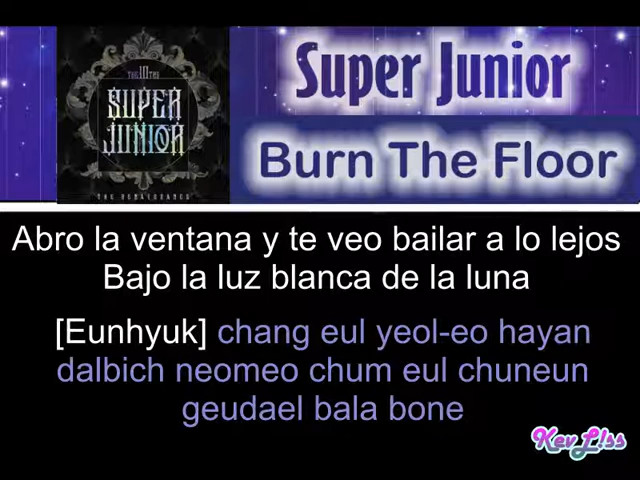 THE 10TH
SUPER
JUNIOR
THE RENAISSANCE
Super Junior
Burn The Floor
Abro la ventana y te veo bailar a lo lejos
Bajo la luz blanca de la luna
[Eunhyuk] chang eul yeol-eo hayan
dalbich neomeo chum eul chuneun
geudael bala bone
KevL!ss